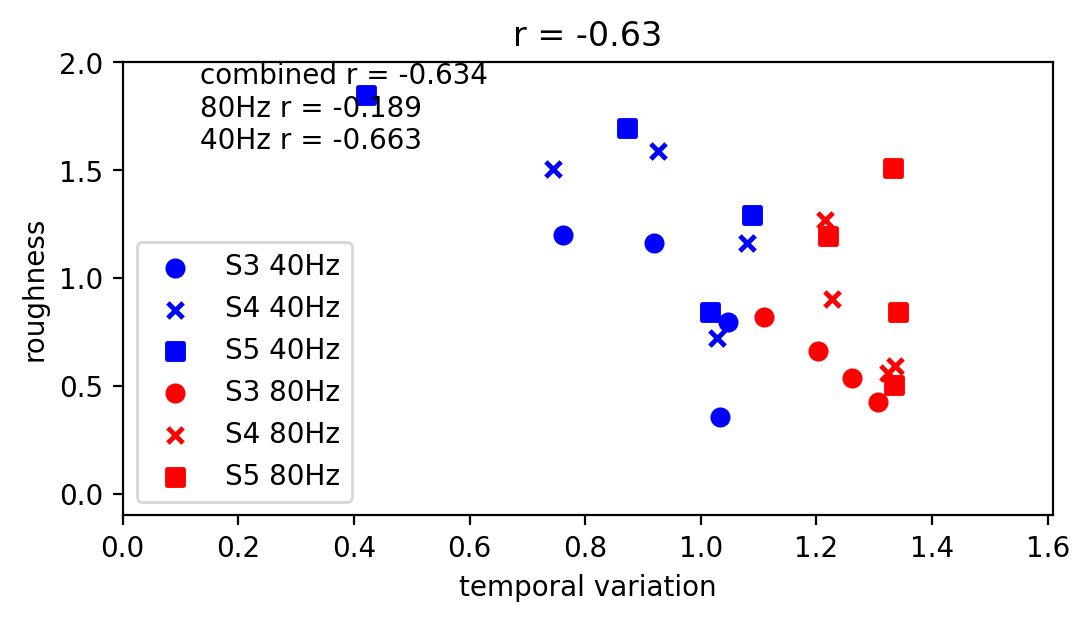 r = -0.63
combined r = -0.634
80Hz r = -0.189
40Hz r = -0.663
2.0
1.5
1.0
0.5
0.0
roughness
S3 40Hz
S4 40Hz
S5 40Hz
S3 80Hz
S4 80Hz
S5 80Hz
0.0 0.2 0.4 0.6 0.8 1.0 1.2 1.4 1.6
temporal variation